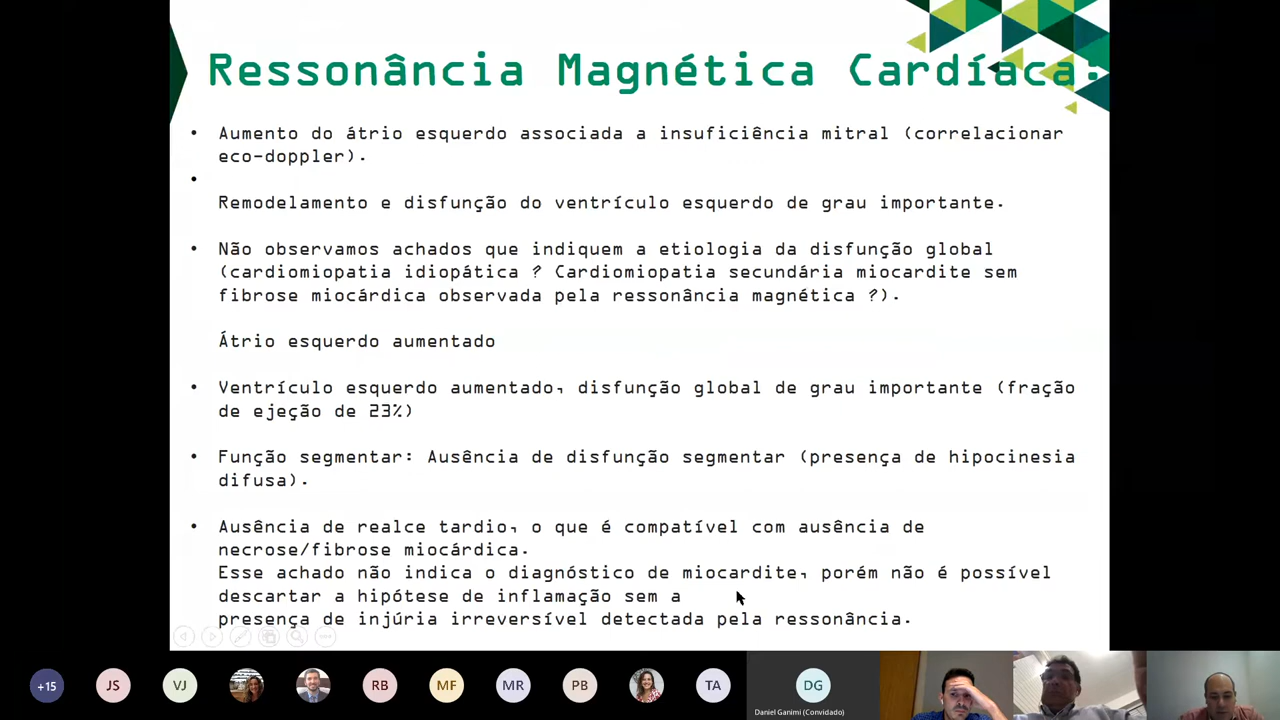 Ressonância Magnética Cardíaca:
• Aumento do átrio esquerdo associada a insuficiência mitral (correlacionar
eco-doppler).
•
Remodelamento e disfunção do ventrículo esquerdo de grau importante.
• Não observamos achados que indiquem a etiologia da disfunção global
(cardiomiopatia idiopática ? Cardiomiopatia secundária miocardite sem
fibrose miocárdica observada pela ressonância magnética ?).
Átrio esquerdo aumentado
• Ventrículo esquerdo aumentado, disfunção global de grau importante (fração
de ejeção de 23%)
• Função segmentar: Ausência de disfunção segmentar (presença de hipocinesia
difusa).
• Ausência de realce tardio, o que é compatível com ausência de
necrose/fibrose miocárdica.
Esse achado não indica o diagnóstico de miocardite, porém não é possível
descartar a hipótese de inflamação sem a
presença de injúria irreversível detectada pela ressonância.
+15 JS VJ RB MF MR PB TA DG
Daniel Ganimi (Convidado)